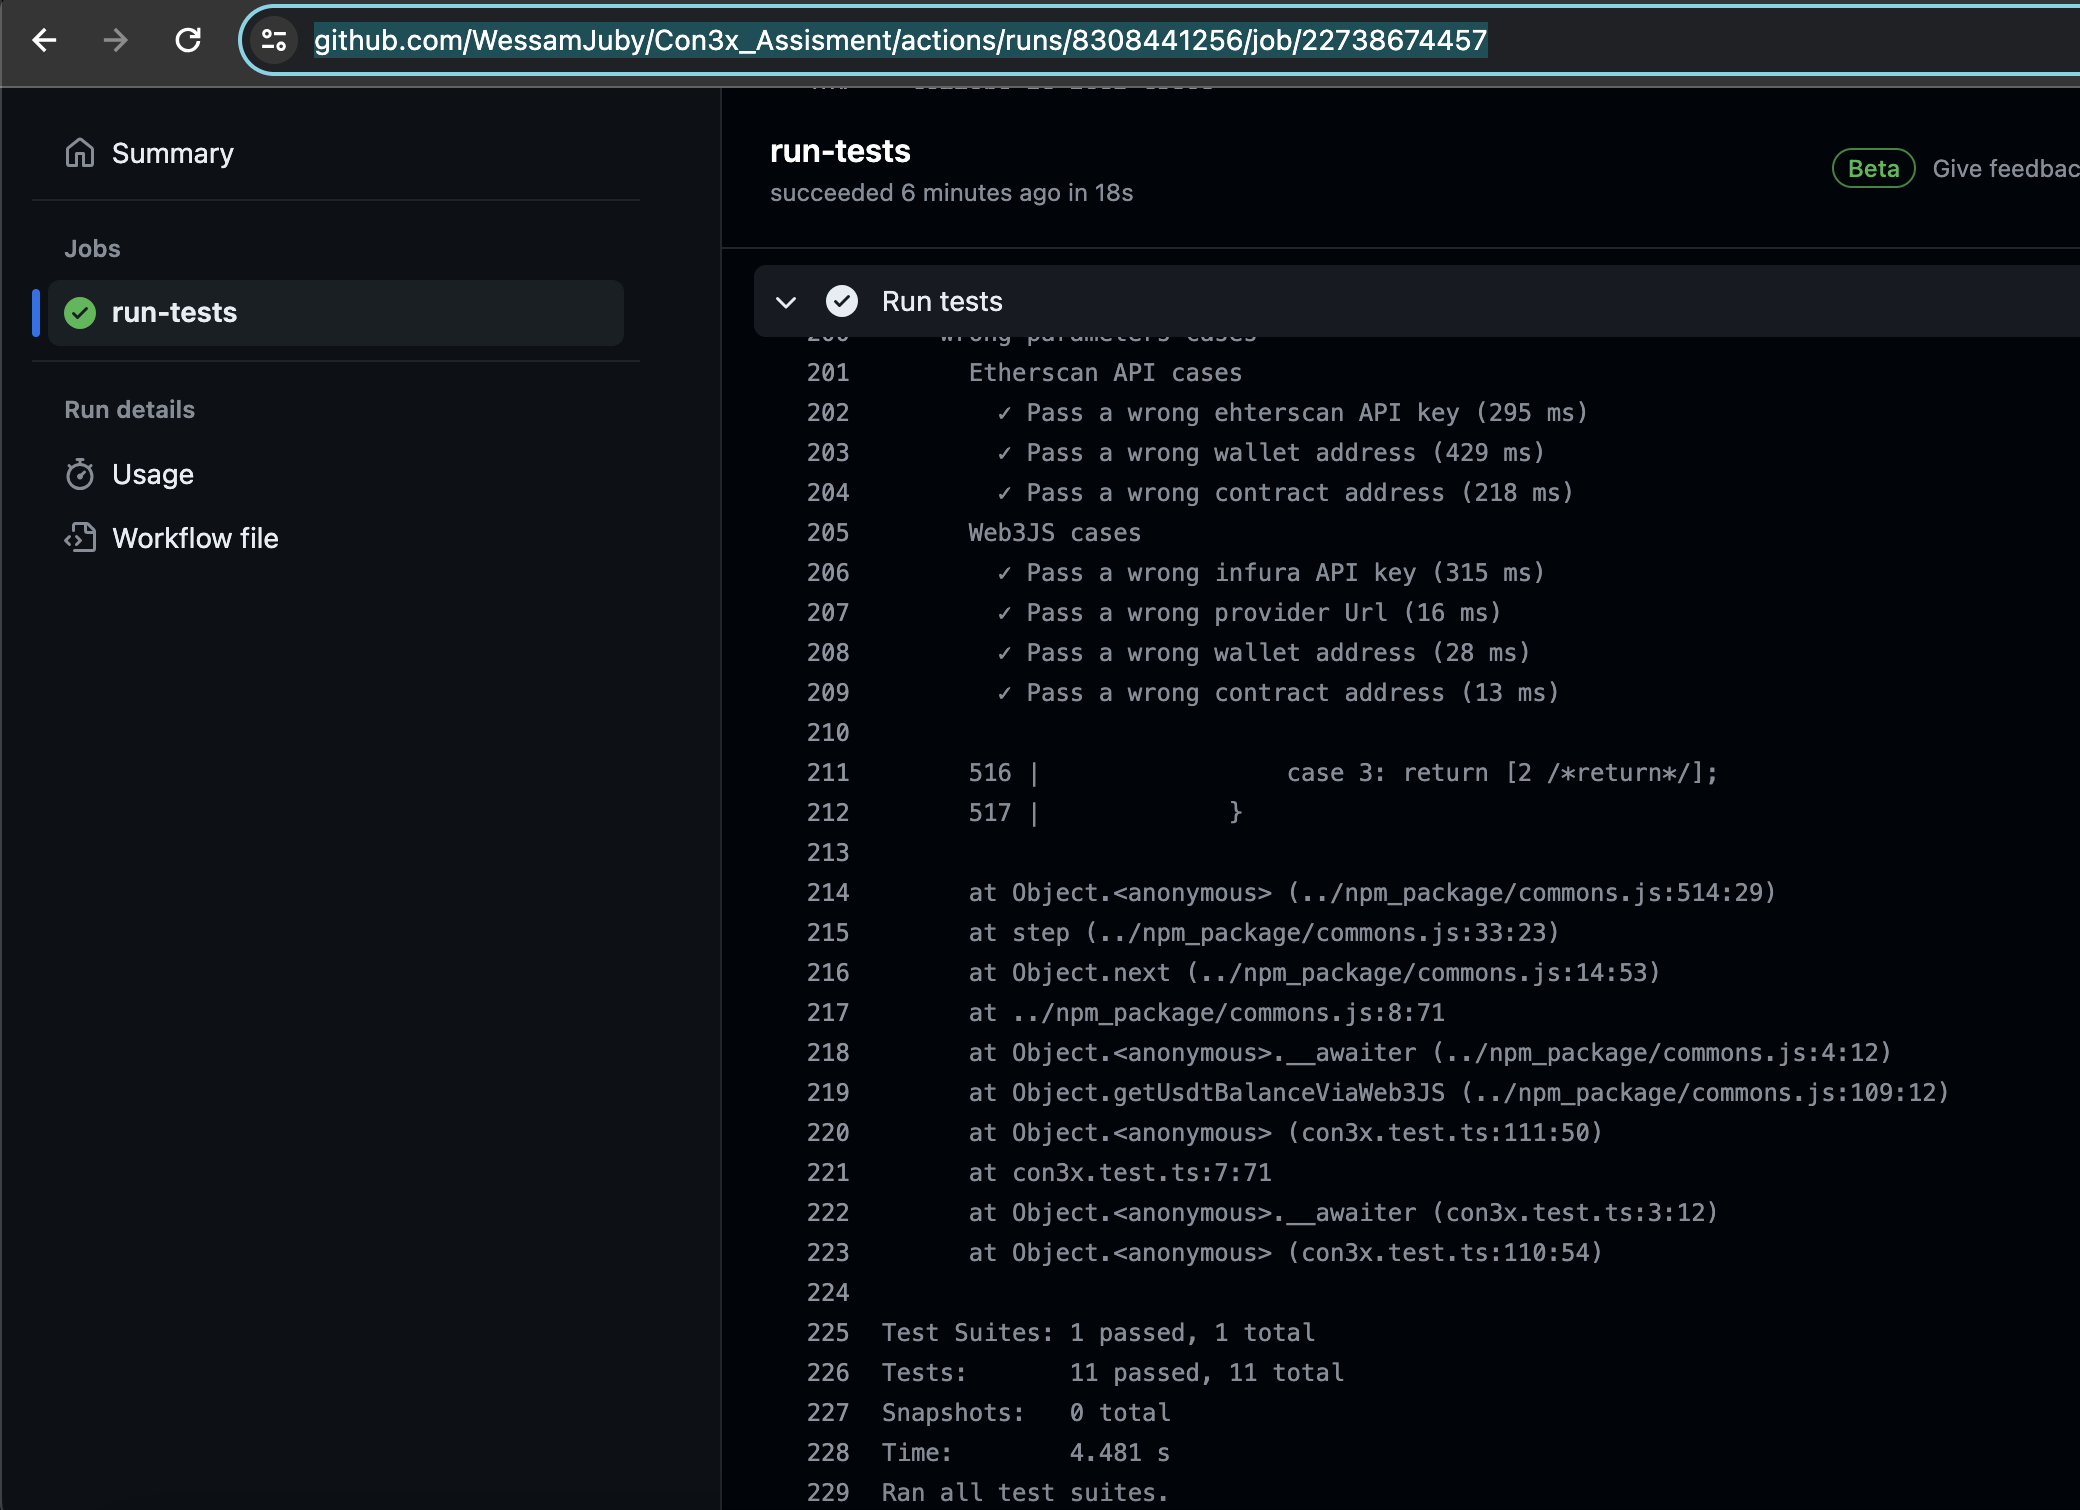 github.com/WessamJuby/Con3x_Assisment/actions/runs/8308441256/job/22738674457
Summary
Jobs
run-tests
Run details
Usage
Workflow file
run-tests
succeeded 6 minutes ago in 18s
Beta
Give feedbac
Run tests
200 wrong parameters cases
201 Etherscan API cases
202 ✓ Pass a wrong ehterscan API key (295 ms)
203 ✓ Pass a wrong wallet address (429 ms)
204 ✓ Pass a wrong contract address (218 ms)
205 Web3JS cases
206 ✓ Pass a wrong infura API key (315 ms)
207 ✓ Pass a wrong provider Url (16 ms)
208 ✓ Pass a wrong wallet address (28 ms)
209 ✓ Pass a wrong contract address (13 ms)
210
211 516 | case 3: return [2 /*return*/];
212 517 | }
213
214 at Object.<anonymous> (../npm_package/commons.js:514:29)
215 at step (../npm_package/commons.js:33:23)
216 at Object.next (../npm_package/commons.js:14:53)
217 at ../npm_package/commons.js:8:71
218 at Object.<anonymous>.__awaiter (../npm_package/commons.js:4:12)
219 at Object.getUsdtBalanceViaWeb3JS (../npm_package/commons.js:109:12)
220 at Object.<anonymous> (con3x.test.ts:111:50)
221 at con3x.test.ts:7:71
222 at Object.<anonymous>.__awaiter (con3x.test.ts:3:12)
223 at Object.<anonymous> (con3x.test.ts:110:54)
224
225 Test Suites: 1 passed, 1 total
226 Tests: 11 passed, 11 total
227 Snapshots: 0 total
228 Time: 4.481 s
229 Ran all test suites.